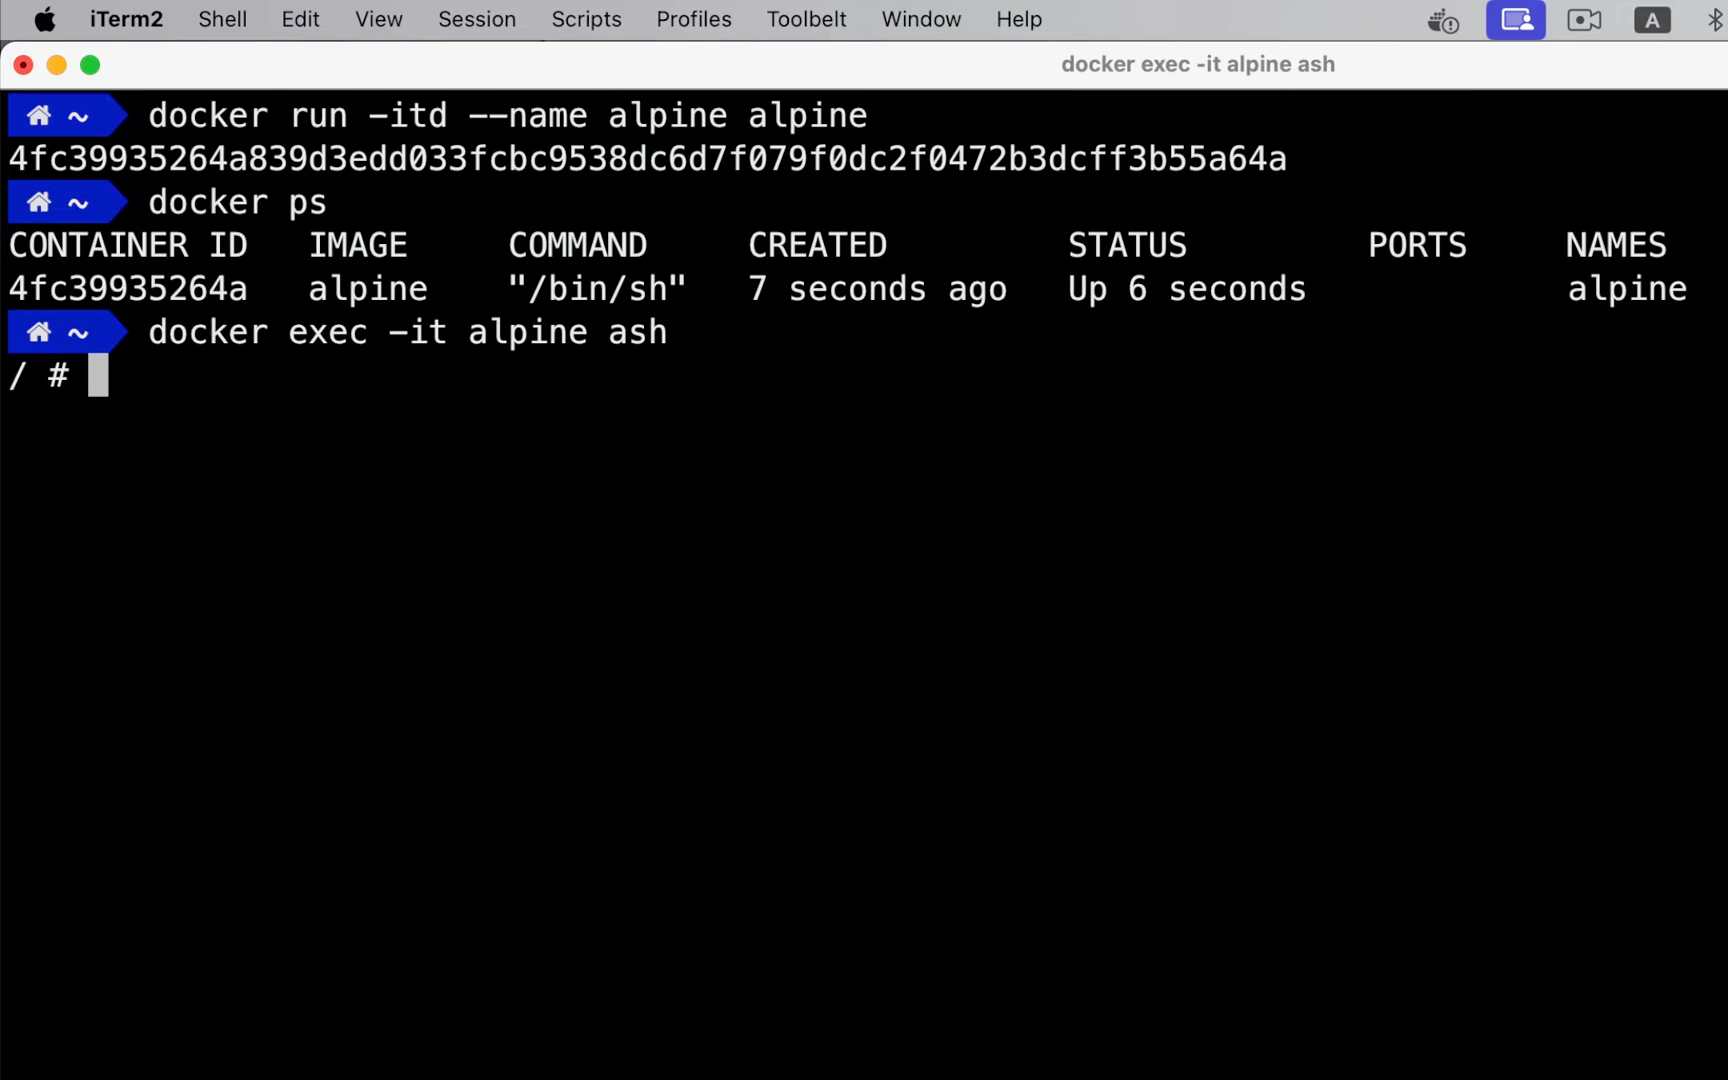 iTerm2 Shell Edit View Session Scripts Profiles Toolbelt Window Help A
docker exec -it alpine ash
~ docker run -itd --name alpine alpine
4fc39935264a839d3edd033fcbc9538dc6d7f079f0dc2f0472b3dcff3b55a64a
~ docker ps
CONTAINER ID IMAGE COMMAND CREATED STATUS PORTS NAMES
4fc39935264a alpine "/bin/sh" 7 seconds ago Up 6 seconds alpine
~ docker exec -it alpine ash
/ #